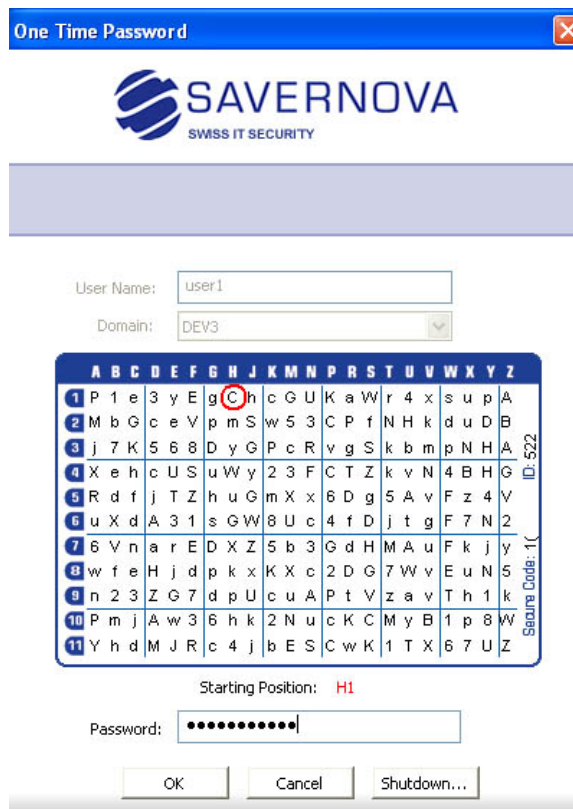 One Time Password
SAVERNOVA
SWISS IT SECURITY
User Name: user1
Domain: DEV3
A B C D E F G H J K M N P R S T U V W X Y Z
1 P 1 e 3 y E g C h c G U K a W r 4 x s u p A
2 M b G c e V p m S w 5 3 C P f N H k d u D B
3 j 7 K 5 6 8 D y G P c R v g S k b m p N H A
4 X e h c U S u W y 2 3 F C T Z k v N 4 B H G
5 R d f j T Z h u G m X x 6 D g 5 A v F z 4 V
6 u X d A 3 1 s G W 8 U c 4 f D j t g F 7 N 2
7 6 V n a r E D X Z 5 b 3 G d H M A u F k j y
8 w f e H j d p k x K X c 2 D G 7 W v E u N 5
9 n 2 3 Z G 7 d p U c u A P t V z a v T h 1 k
10 P m j A w 3 6 h k 2 N u c K C M y B 1 p 8 W
11 Y h d M J R c 4 j b E S C w K 1 T X 6 7 U Z
ID: 522
Secure Code: 1(
Starting Position: H1
Password: •••••••••••
OK Cancel Shutdown...